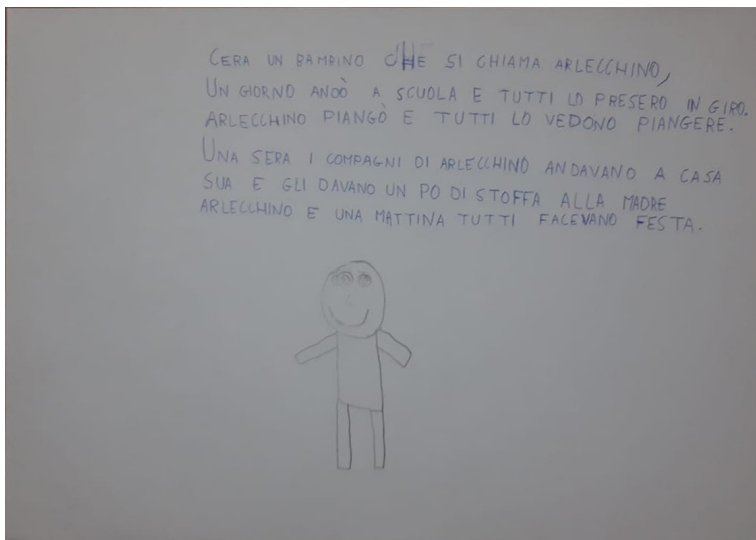 CERA UN BAMBINO CHE SI CHIAMA ARLECCHINO,
UN GIORNO ANDÒ A SCUOLA E TUTTI LO PRESERO IN GIRO.
ARLECCHINO PIANGÒ E TUTTI LO VEDONO PIANGERE.
UNA SERA I COMPAGNI DI ARLECCHINO ANDAVANO A CASA
SUA E GLI DAVANO UN PO DI STOFFA ALLA MADRE
ARLECCHINO E UNA MATTINA TUTTI FACEVANO FESTA.